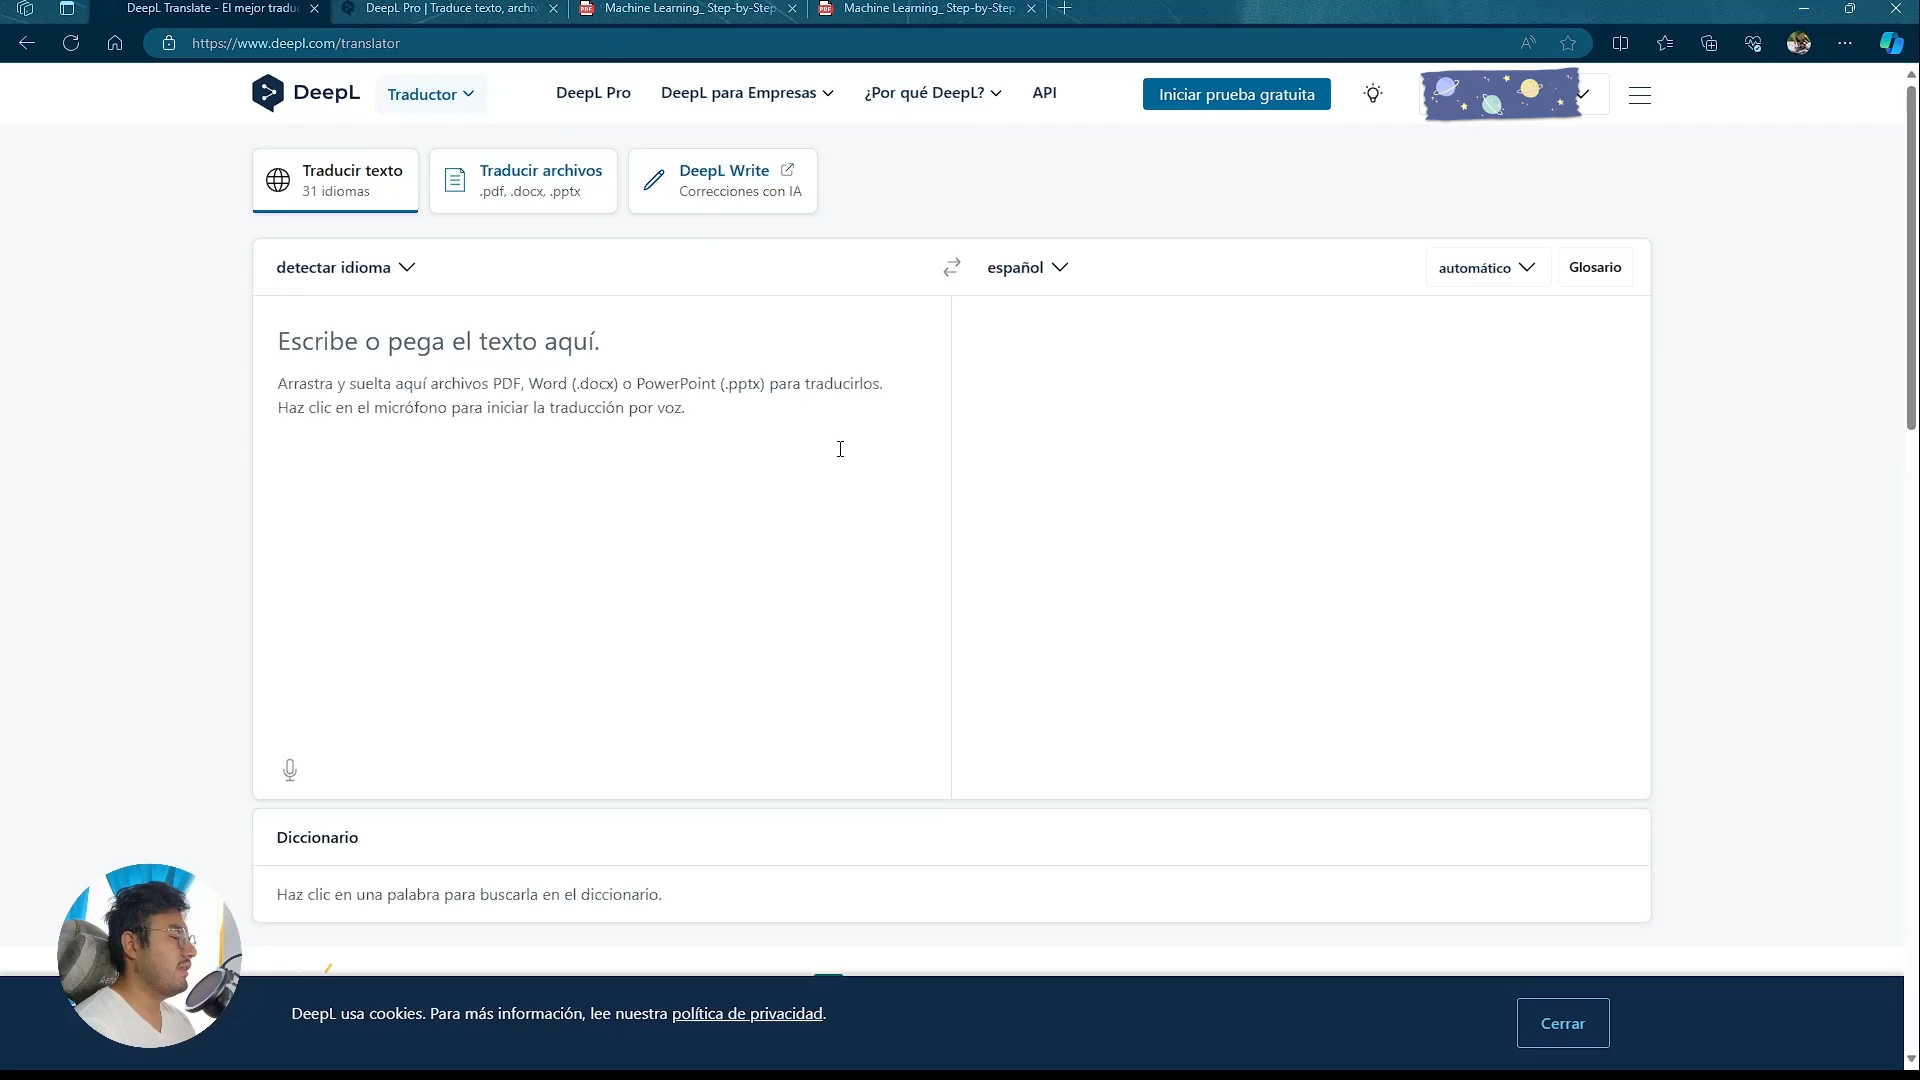 DeepL Translate - El mejor traduc
DeepL Pro | Traduce texto, archiv
Machine Learning_ Step-by-Step
Machine Learning_ Step-by-Step
https://www.deepl.com/translator
DeepL
Traductor
DeepL Pro
DeepL para Empresas
¿Por qué DeepL?
API
Iniciar prueba gratuita
Traducir texto
31 idiomas
Traducir archivos
.pdf, .docx, .pptx
DeepL Write
Correcciones con IA
detectar idioma
español
automático
Glosario
Escribe o pega el texto aquí.
Arrastra y suelta aquí archivos PDF, Word (.docx) o PowerPoint (.pptx) para traducirlos.
Haz clic en el micrófono para iniciar la traducción por voz.
Diccionario
Haz clic en una palabra para buscarla en el diccionario.
DeepL usa cookies. Para más información, lee nuestra política de privacidad.
Cerrar